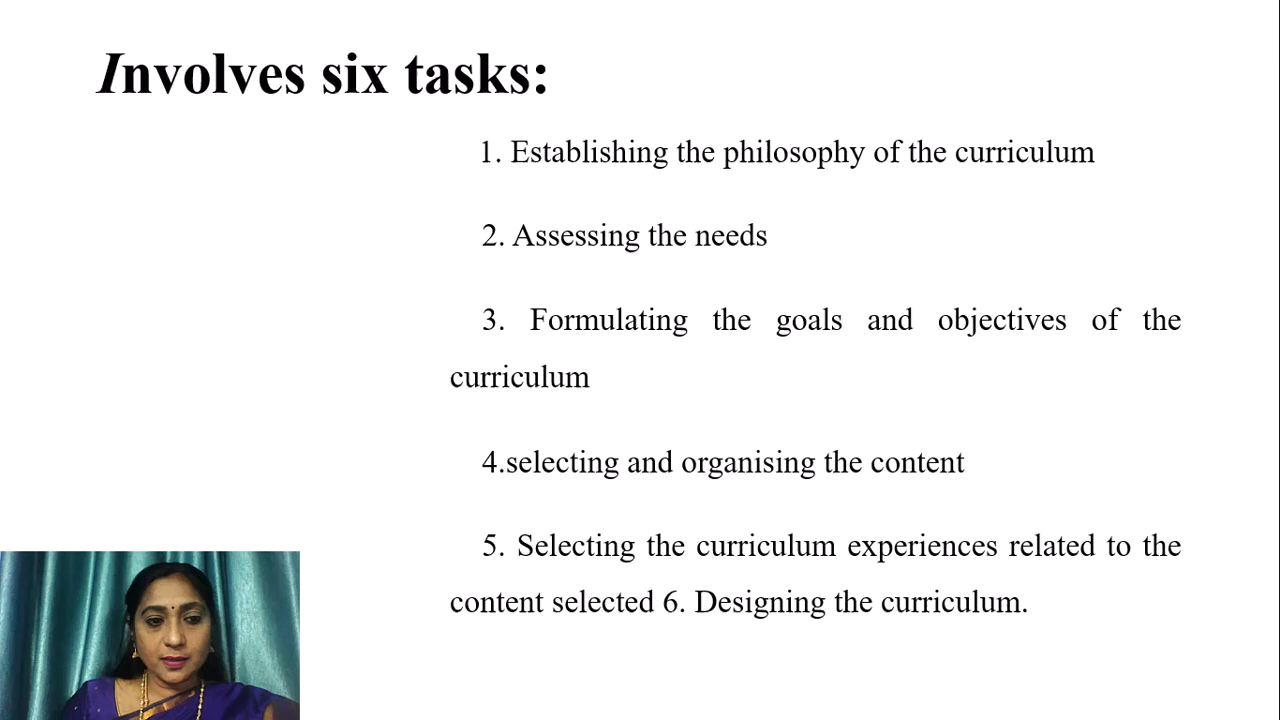 Involves six tasks:
1. Establishing the philosophy of the curriculum
2. Assessing the needs
3. Formulating the goals and objectives of the
curriculum
4.selecting and organising the content
5. Selecting the curriculum experiences related to the
content selected 6. Designing the curriculum.